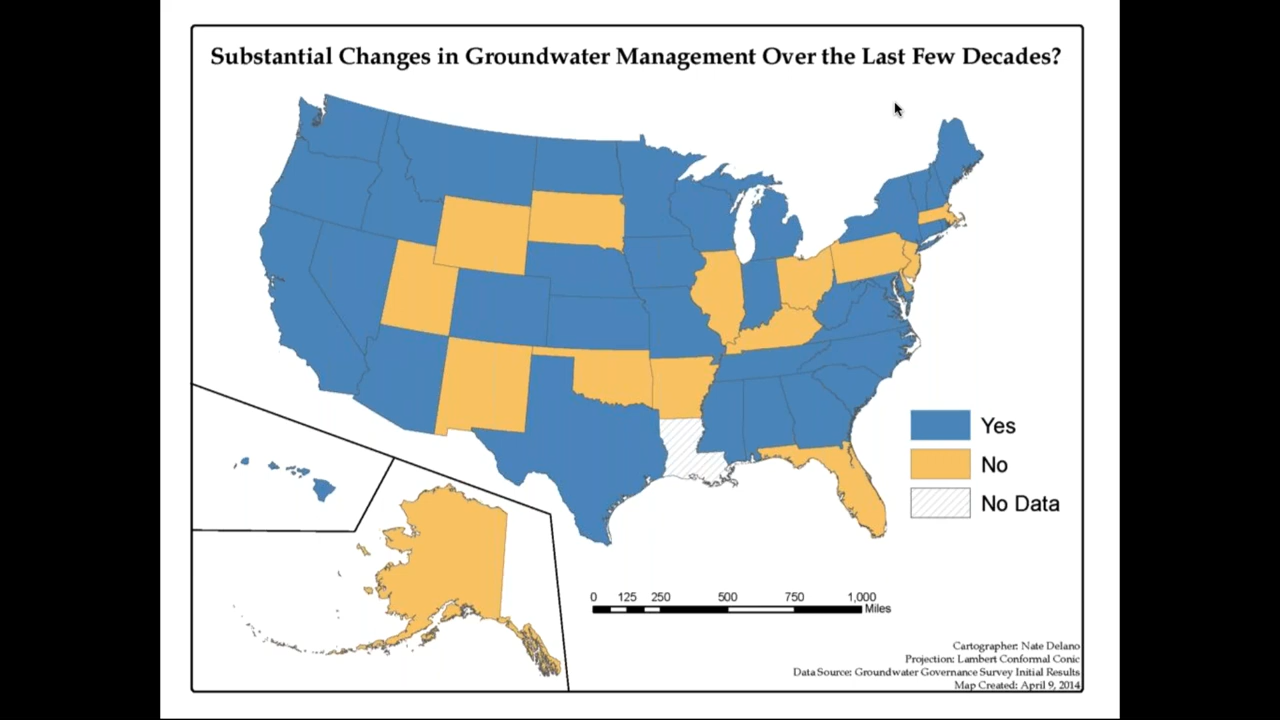 Substantial Changes in Groundwater Management Over the Last Few Decades?
Yes
No
No Data
0 125 250 500 750 1,000
Miles
Cartographer: Nate Delano
Projection: Lambert Conformal Conic
Data Source: Groundwater Governance Survey Initial Results
Map Created: April 9, 2014